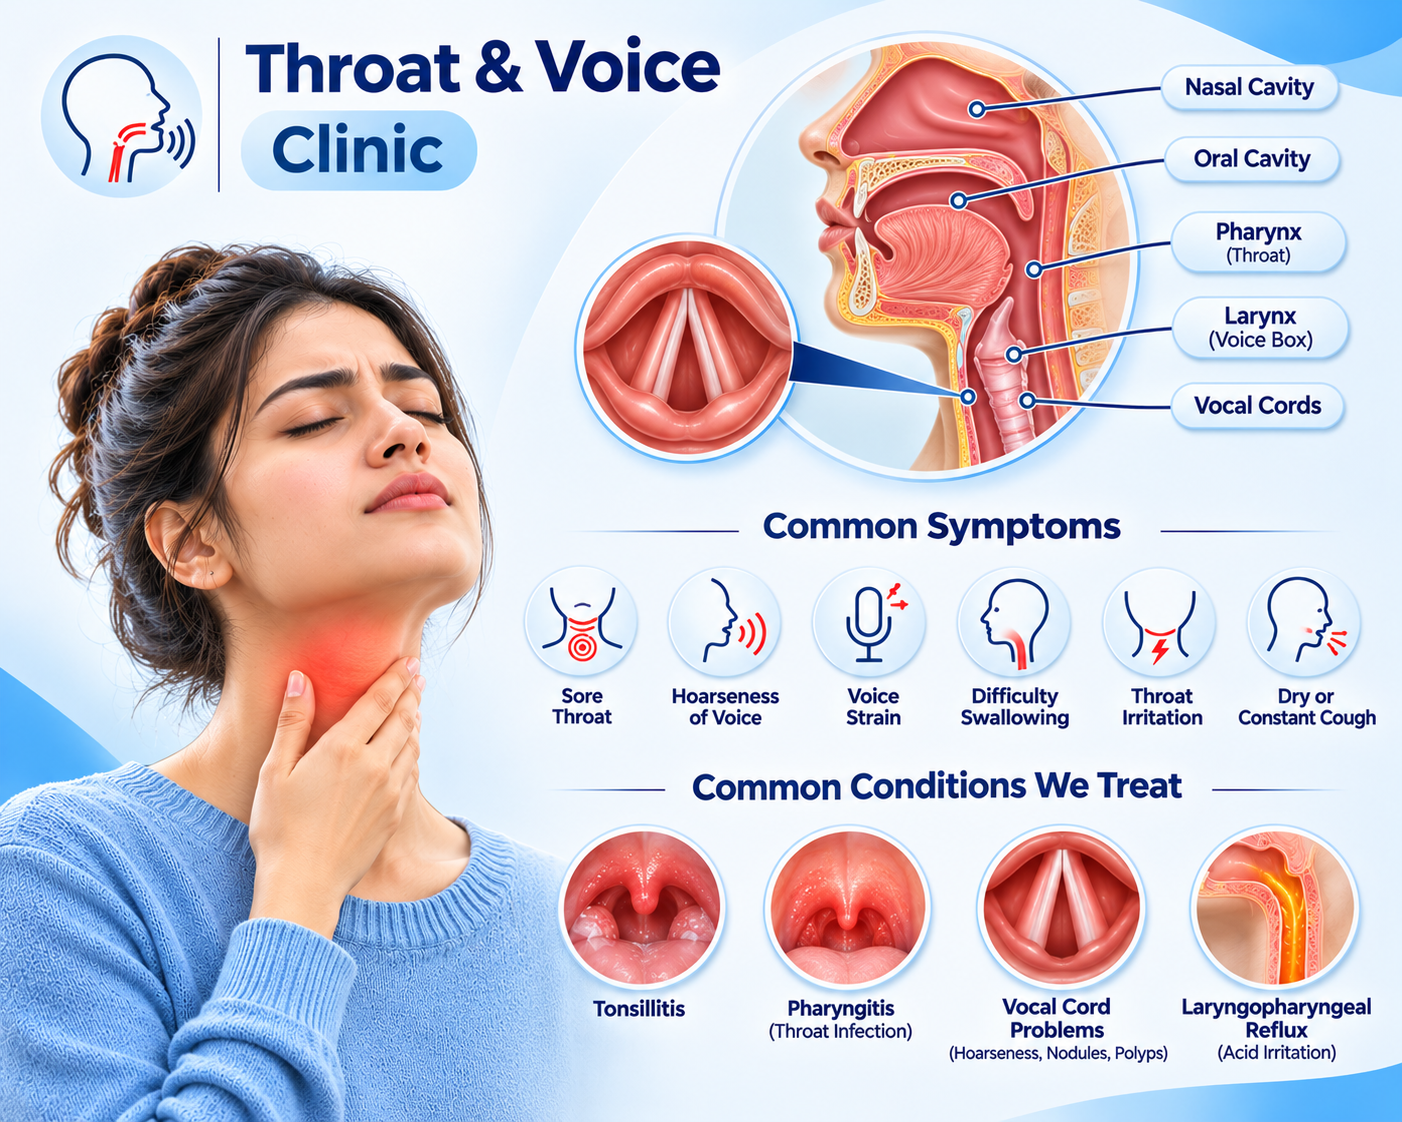 Throat & Voice
Clinic
Nasal Cavity
Oral Cavity
Pharynx
(Throat)
Larynx
(Voice Box)
Vocal Cords
Common Symptoms
Sore
Throat
Hoarseness
of Voice
Voice
Strain
Difficulty
Swallowing
Throat
Irritation
Dry or
Constant Cough
Common Conditions We Treat
Tonsillitis
Pharyngitis
(Throat Infection)
Vocal Cord
Problems
(Hoarseness, Nodules, Polyps)
Laryngopharyngeal
Reflux
(Acid Irritation)